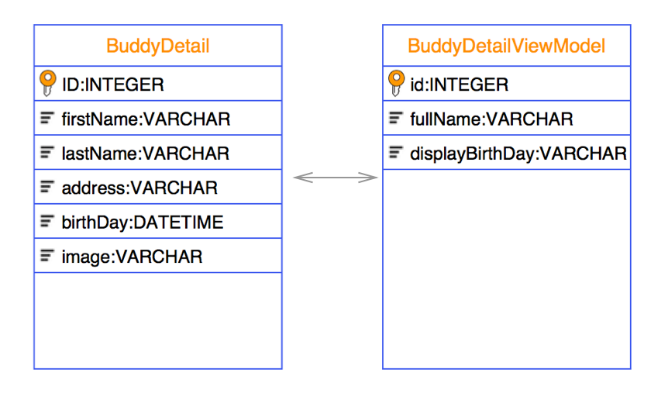 BuddyDetail
ID:INTEGER
firstName:VARCHAR
lastName:VARCHAR
address:VARCHAR
birthDay:DATETIME
image:VARCHAR
BuddyDetailViewModel
id:INTEGER
fullName:VARCHAR
displayBirthDay:VARCHAR